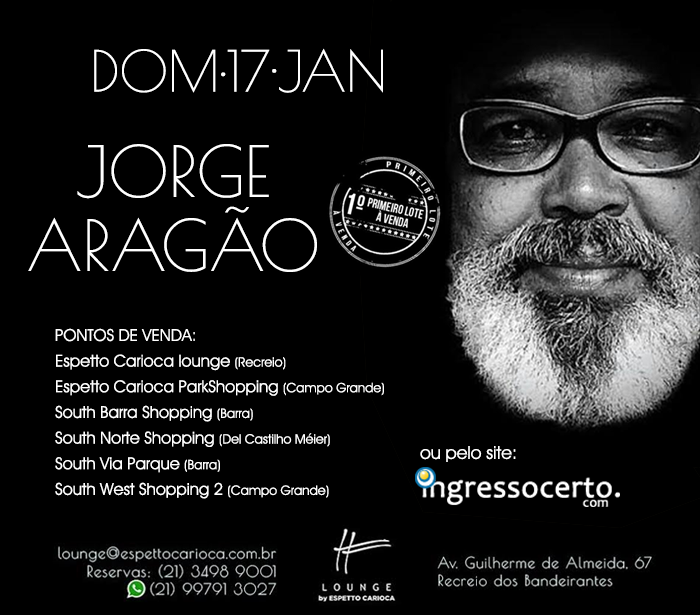 DOM·17·JAN
JORGE
ARAGÃO
PRIMEIRO LOTE
1º PRIMEIRO LOTE
À VENDA
À VENDA
PONTOS DE VENDA:
Espetto Carioca lounge (Recreio)
Espetto Carioca ParkShopping (Campo Grande)
South Barra Shopping (Barra)
South Norte Shopping (Del Castilho Méier)
South Via Parque (Barra)
South West Shopping 2 (Campo Grande)
ou pelo site:
ingressocerto.
com
lounge@espettocarioca.com.br
Reservas: (21) 3498 9001
(21) 99791 3027
LOUNGE
by ESPETTO CARIOCA
Av. Guilherme de Almeida, 67
Recreio dos Bandeirantes